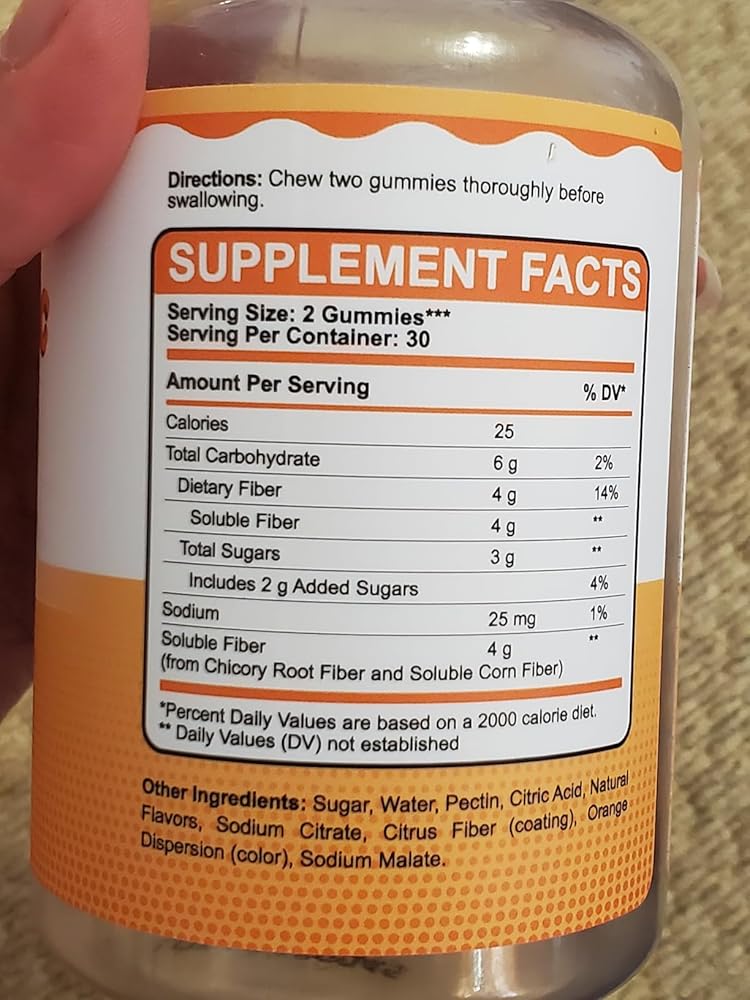 Directions: Chew two gummies thoroughly before
swallowing.
SUPPLEMENT FACTS
Serving Size: 2 Gummies***
Serving Per Container: 30
Amount Per Serving % DV*
Calories 25
Total Carbohydrate 6 g 2%
Dietary Fiber 4 g 14%
Soluble Fiber 4 g **
Total Sugars 3 g **
Includes 2 g Added Sugars 4%
Sodium 25 mg 1%
Soluble Fiber 4 g **
(from Chicory Root Fiber and Soluble Corn Fiber)
*Percent Daily Values are based on a 2000 calorie diet.
** Daily Values (DV) not established
Other Ingredients: Sugar, Water, Pectin, Citric Acid, Natural
Flavors, Sodium Citrate, Citrus Fiber (coating), Orange
Dispersion (color), Sodium Malate.